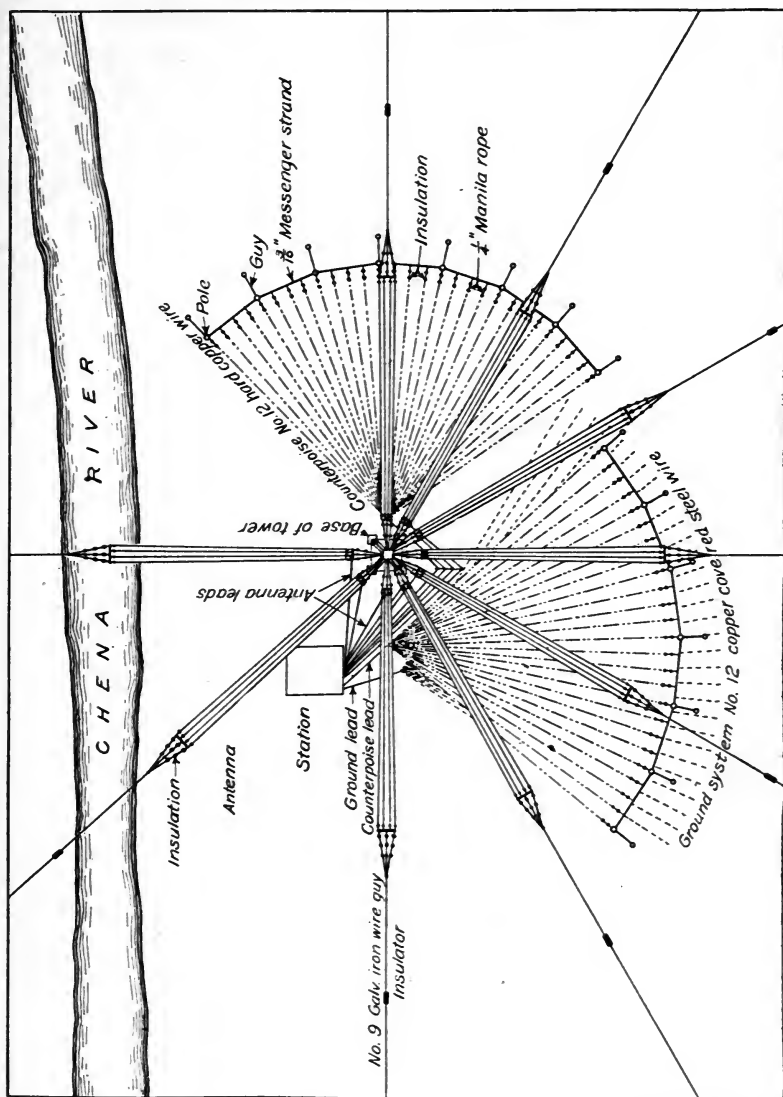 CHENA RIVER
Pole
Guy
3/16" Messenger strand
Insulation
1/4" Manila rope
Counterpoise No.12 hard copper wire
Base of tower
Antenna leads
Insulation
Antenna
Station
Ground lead
Counterpoise lead
No. 9 Galv. iron wire guy
Insulator
Ground system No. 12 copper covered steel wire